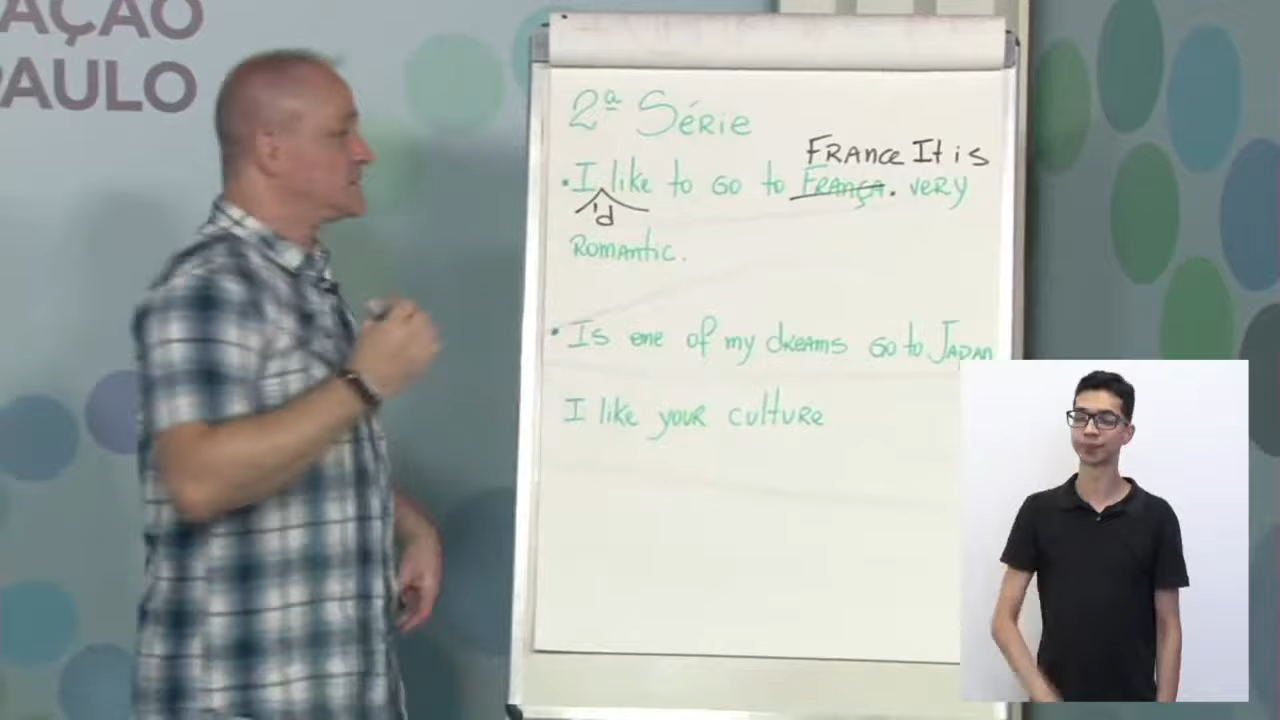 AÇÃO
PAULO
2ª Série
France It is
• I like to go to França. very
'd
Romantic.
• Is one of my dreams go to Japan
I like your culture